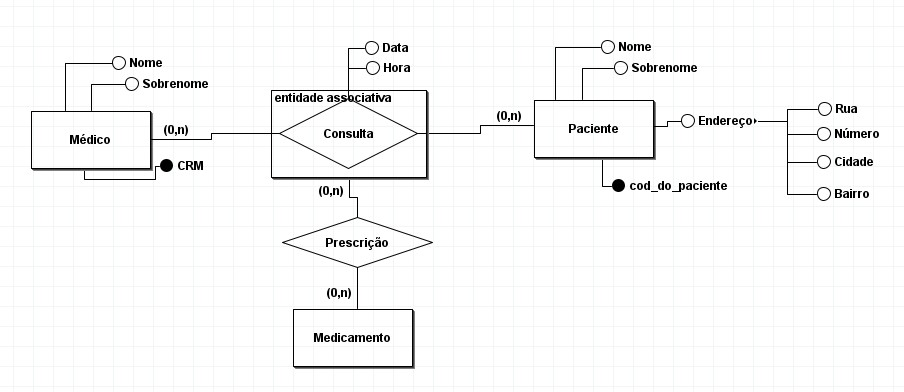 Data
Hora
Nome
Sobrenome
Nome
Sobrenome
entidade associativa
Médico
(0,n)
Consulta
(0,n)
Paciente
Endereço
Rua
Número
Cidade
Bairro
CRM
cod_do_paciente
(0,n)
Prescrição
(0,n)
Medicamento